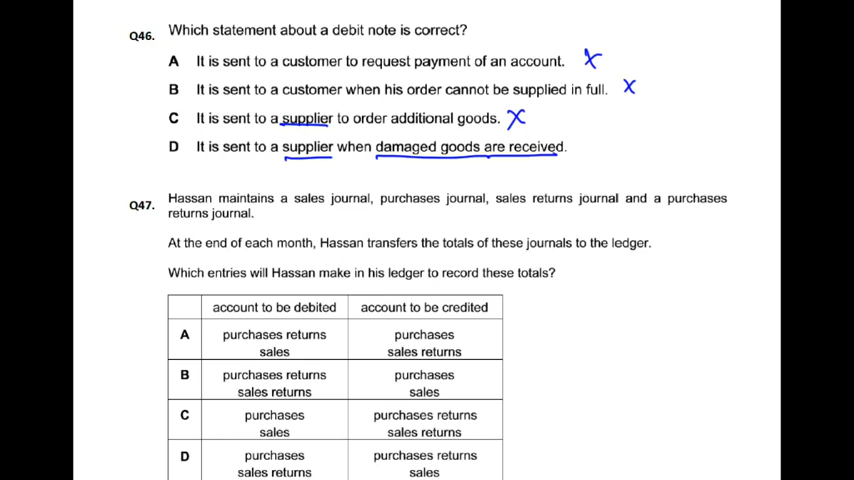 Q46. Which statement about a debit note is correct?
A It is sent to a customer to request payment of an account. X
B It is sent to a customer when his order cannot be supplied in full. X
C It is sent to a supplier to order additional goods. X
D It is sent to a supplier when damaged goods are received.
Q47. Hassan maintains a sales journal, purchases journal, sales returns journal and a purchases
returns journal.
At the end of each month, Hassan transfers the totals of these journals to the ledger.
Which entries will Hassan make in his ledger to record these totals?
account to be debited account to be credited
A purchases returns purchases
sales sales returns
B purchases returns purchases
sales returns sales
C purchases purchases returns
sales sales returns
D purchases purchases returns
sales returns sales